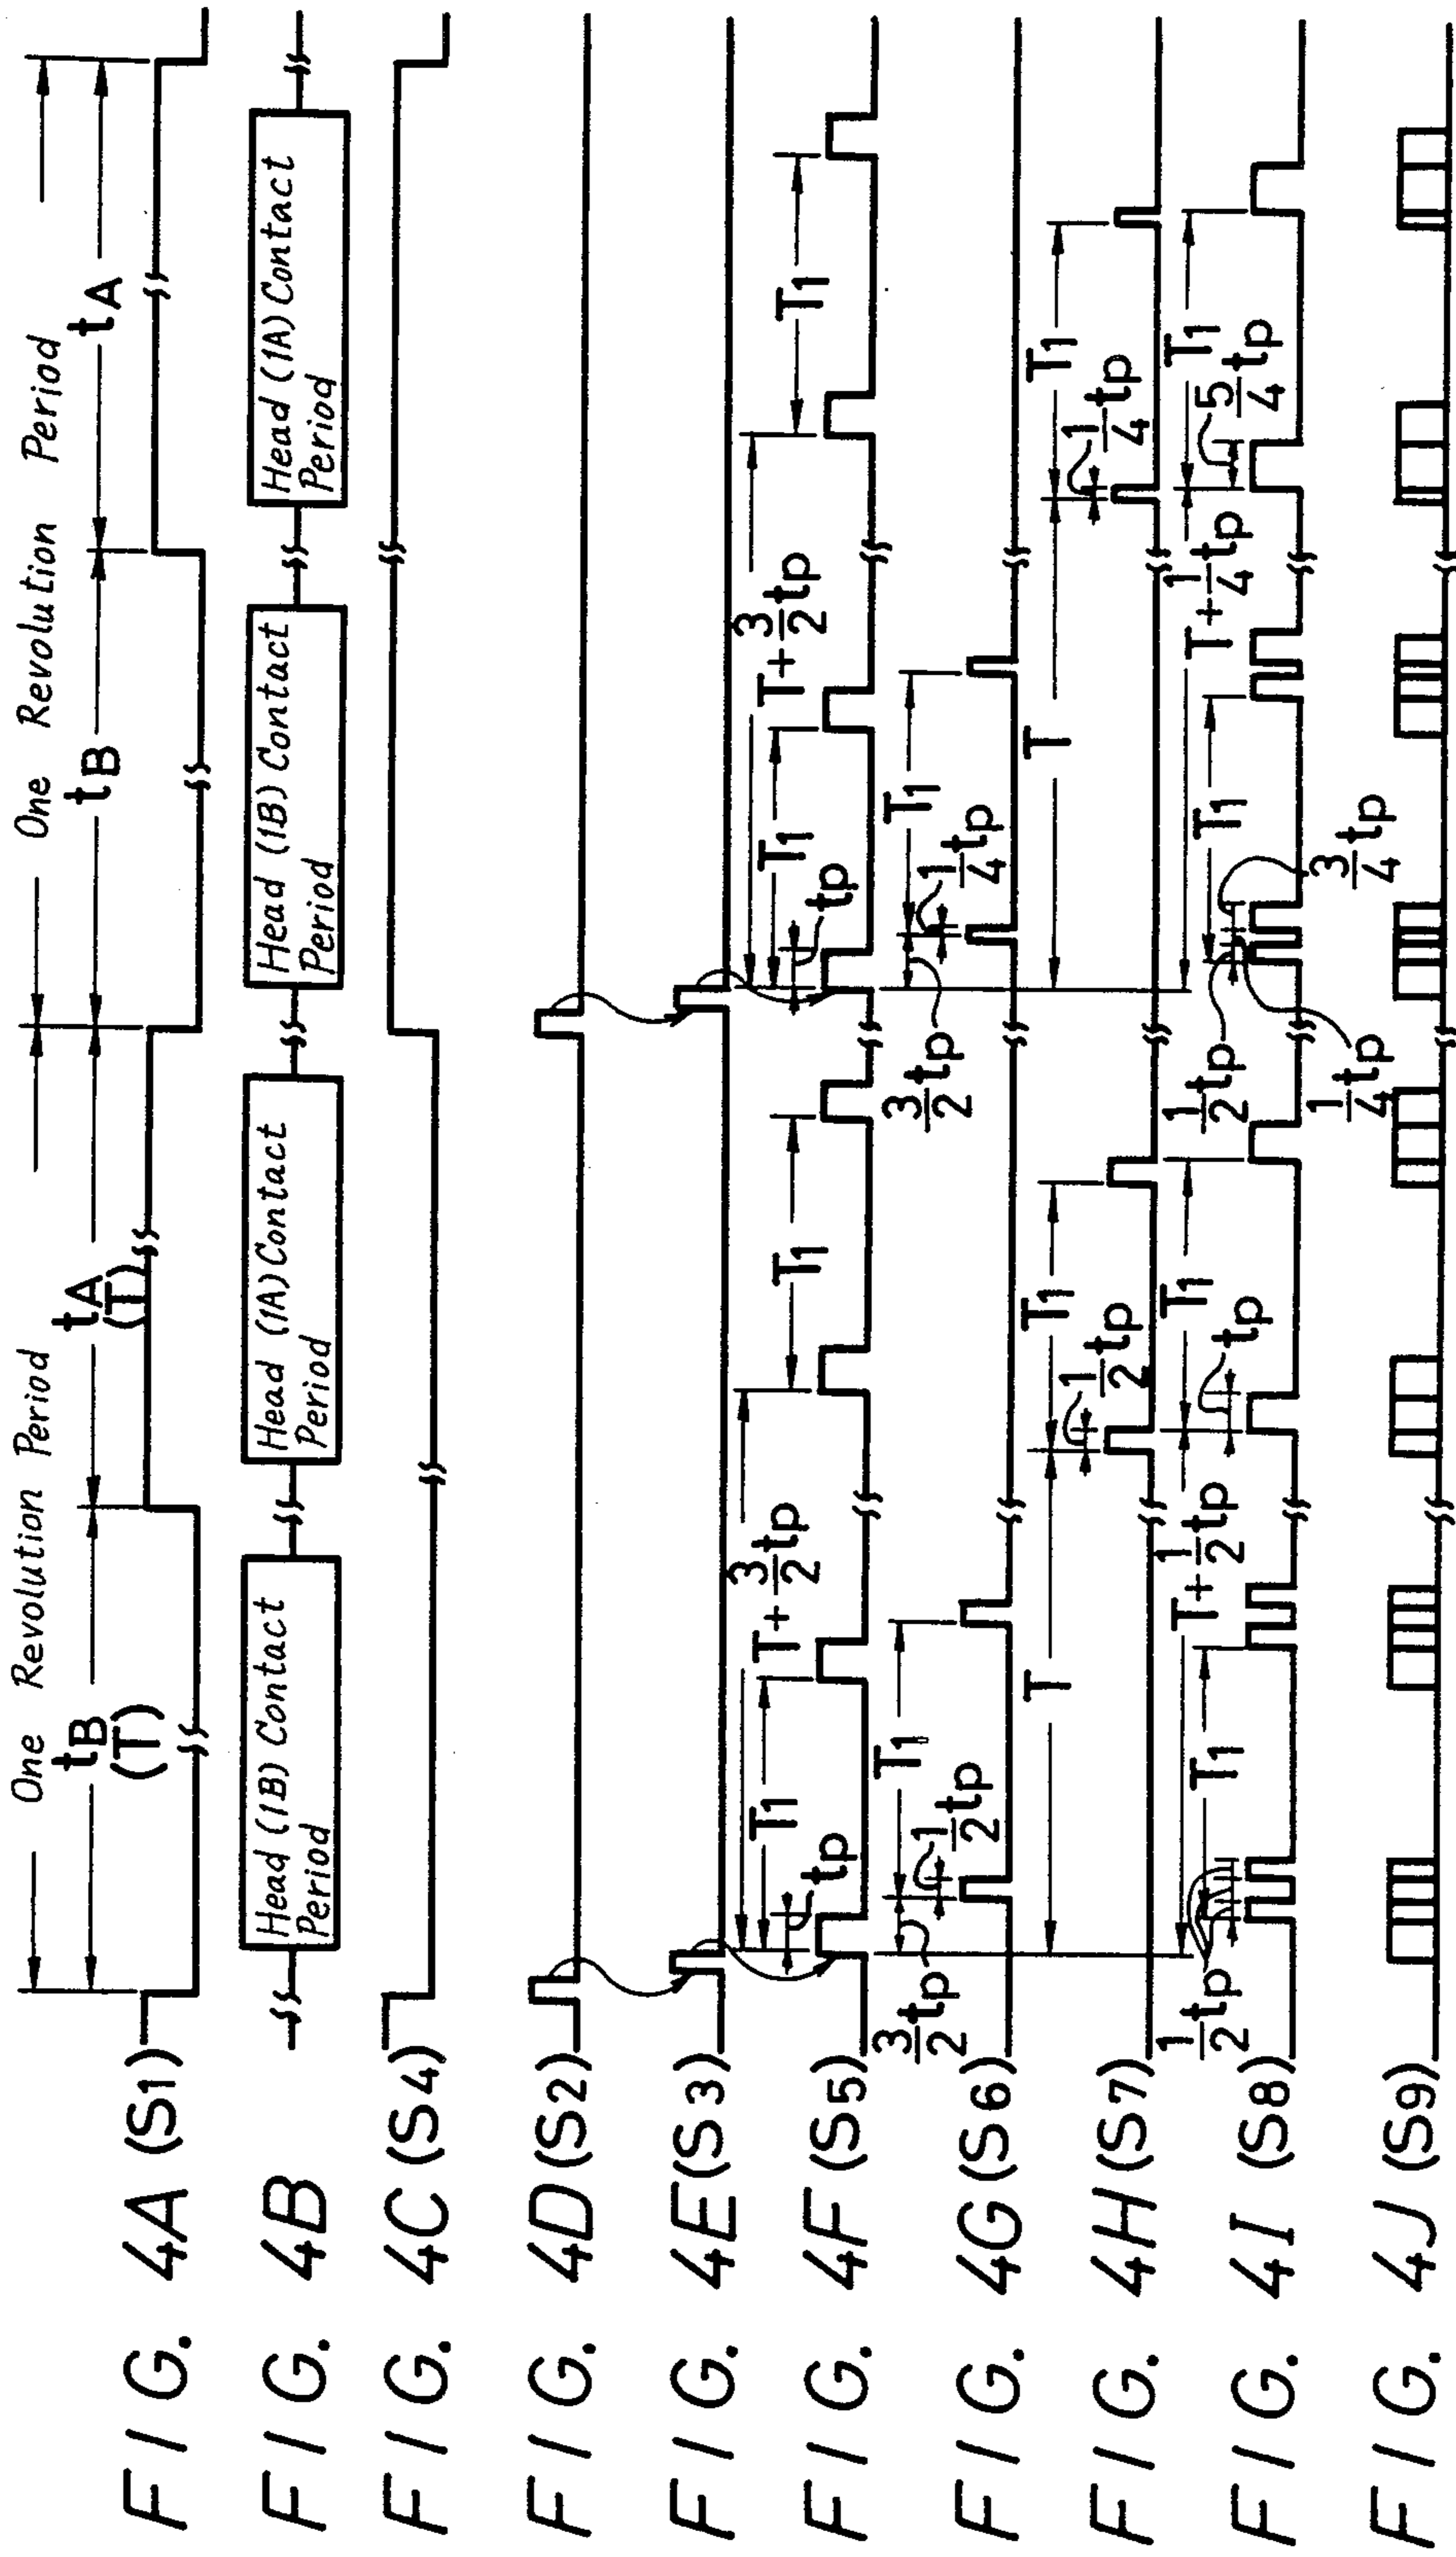 FIG. 4A (S1)
One Revolution Period
One Revolution Period
tB
(T)
tA
(T)
tB
tA
FIG. 4B
Head (1B) Contact
Period
Head (1A) Contact
Period
Head (1B) Contact
Period
Head (1A) Contact
Period
FIG. 4C (S4)
FIG. 4D (S2)
FIG. 4E (S3)
FIG. 4F (S5)
T+3/2tp
T1
tp
T1
T+3/2tp
T1
tp
T1
FIG. 4G (S6)
3/2tp
T1
1/2tp
3/2tp
T1
1/4tp
FIG. 4H (S7)
T
T1
1/2tp
T
T1
1/4tp
FIG. 4I (S8)
1/2tp
T1
T+1/2tp
T1
tp
1/2tp
1/4tp
3/4tp
T1
T+1/4tp
T1
5/4tp
FIG. 4J (S9)